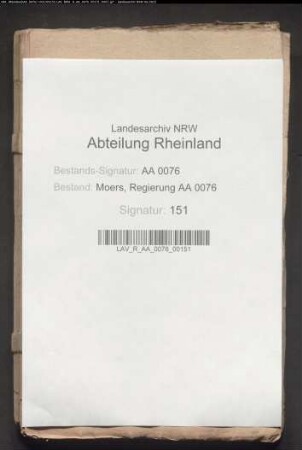 Landesarchiv NRW
Abteilung Rheinland
Bestands-Signatur: AA 0076
Bestand: Moers, Regierung AA 0076
Signatur: 151
LAV_R_AA_0076_00151